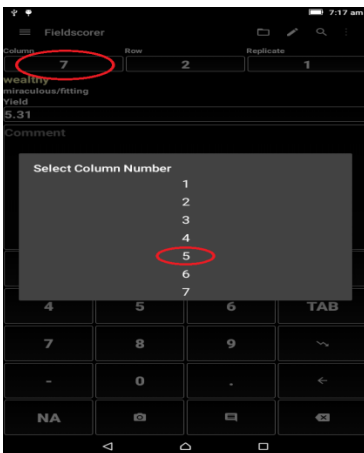 7:17 am
Fieldscorer
Column Row Replicate
7 2 1
wealthy
miraculous/fitting
Yield
5.31
Comment
Select Column Number
1
2
3
4
5
6
7
4 5 6 TAB
7 8 9
- 0 .
NA